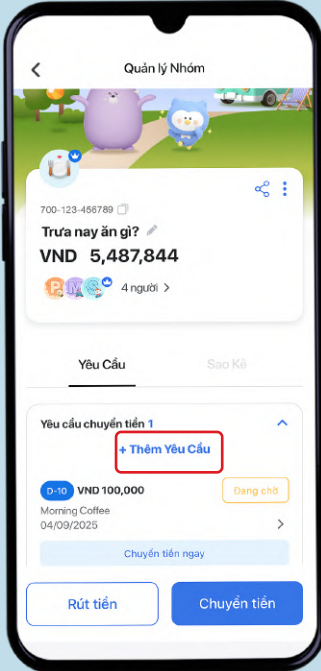 Quản lý Nhóm
700-123-456789
Trưa nay ăn gì?
VND 5,487,844
P M S 4 người >
Yêu Cầu Sao Kê
Yêu cầu chuyển tiền 1
+ Thêm Yêu Cầu
D-10 VND 100,000 Đang chờ
Morning Coffee
04/09/2025
Chuyển tiền ngay
Rút tiền Chuyển tiền